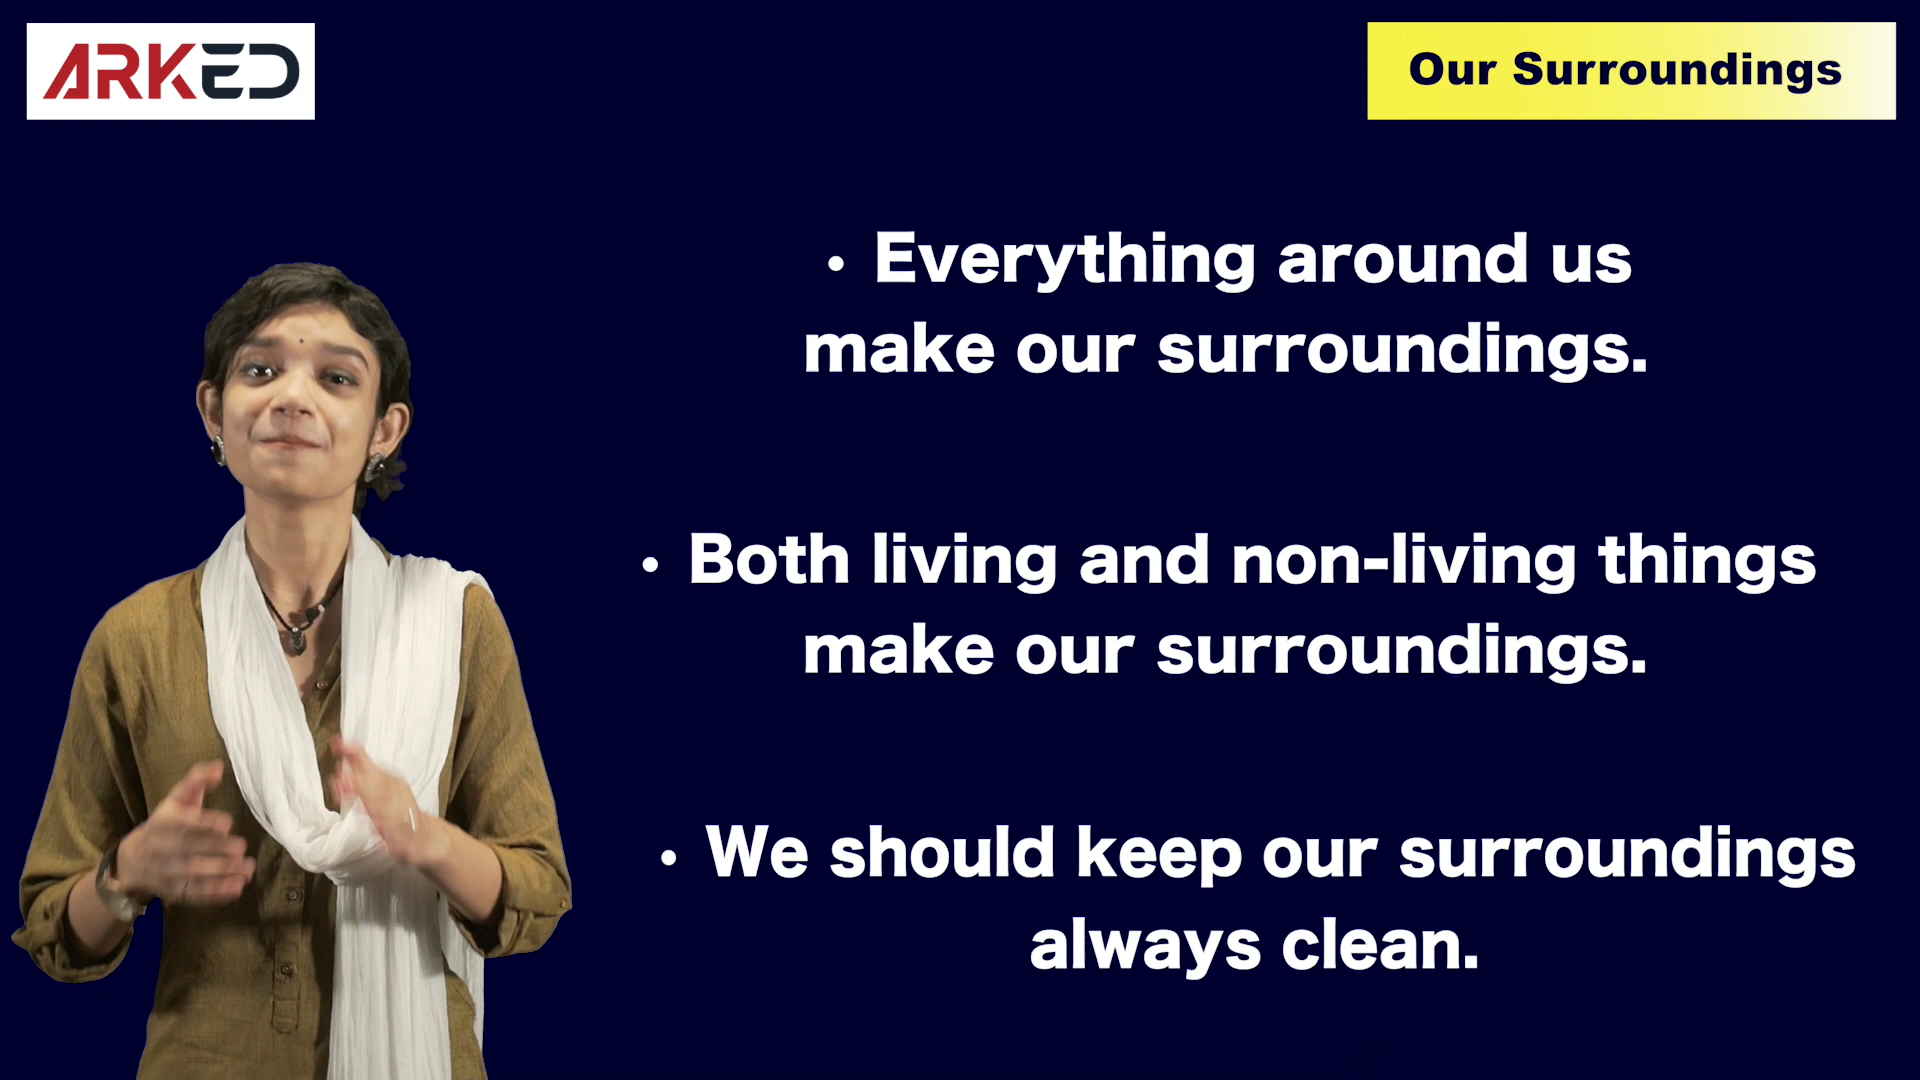 ARKED
Our Surroundings
• Everything around us
make our surroundings.
• Both living and non-living things
make our surroundings.
• We should keep our surroundings
always clean.